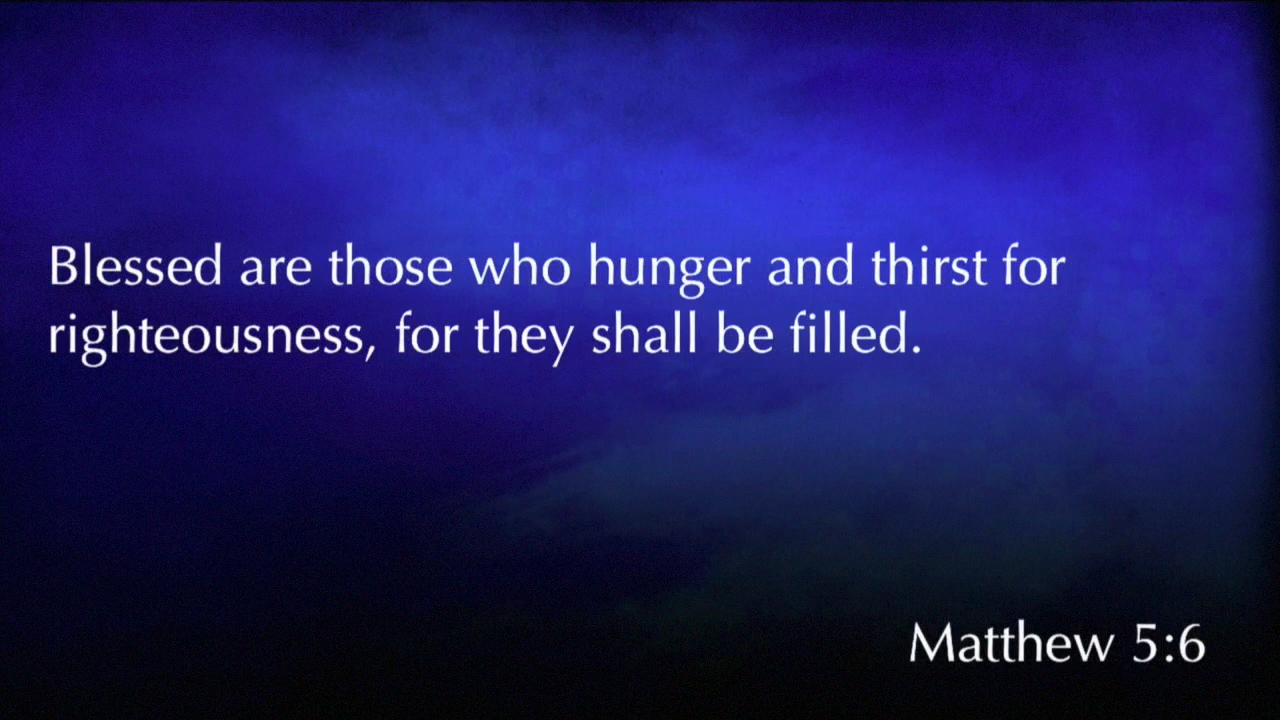 Blessed are those who hunger and thirst for
righteousness, for they shall be filled.
Matthew 5:6